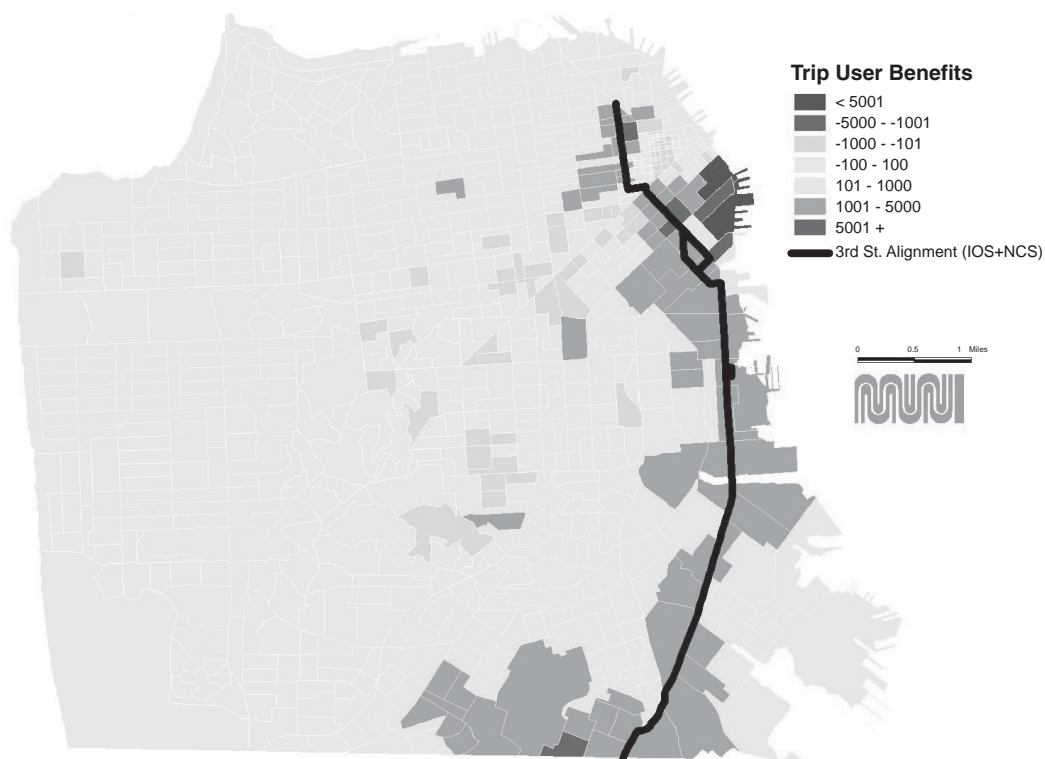 Trip User Benefits
< 5001
-5000 - -1001
-1000 - -101
-100 - 100
101 - 1000
1001 - 5000
5001 +
3rd St. Alignment (IOS+NCS)
0 0.5 1 Miles
muni